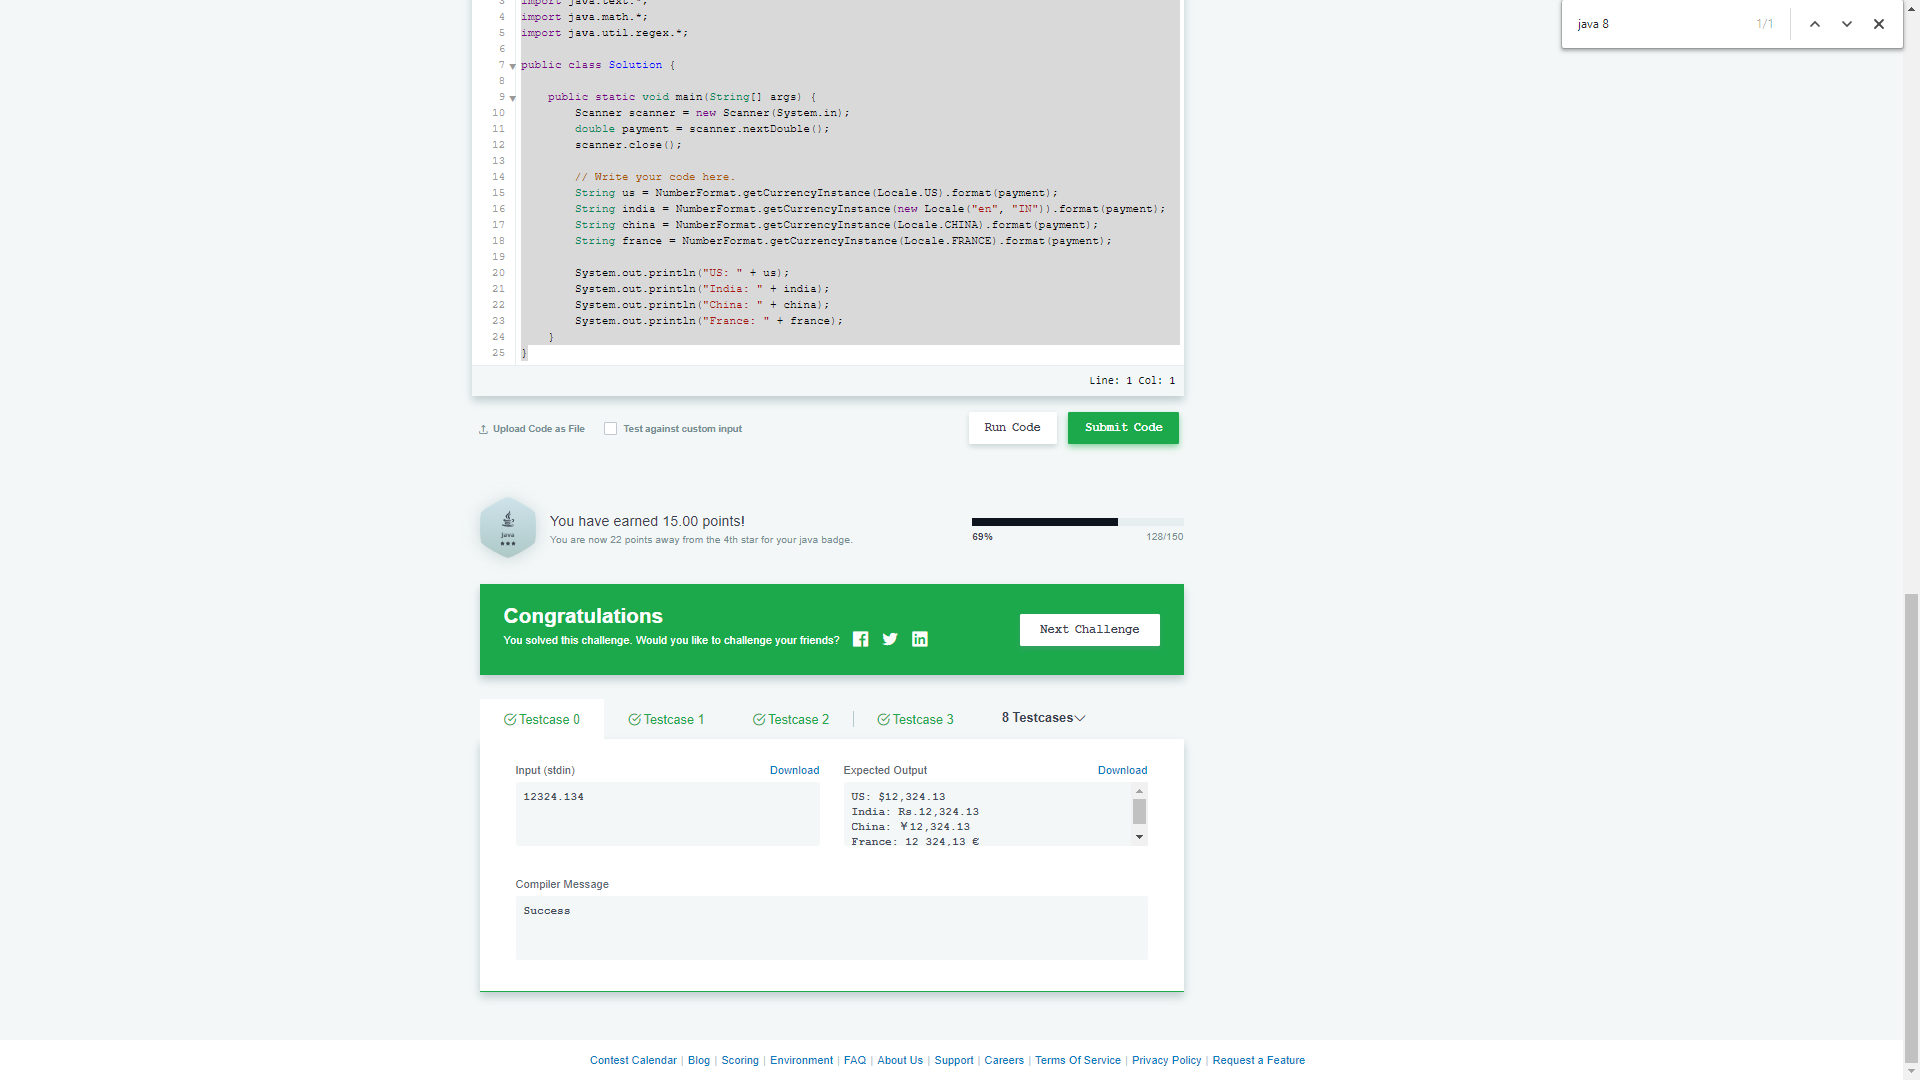 3 import java.text.*;
4 import java.math.*;
5 import java.util.regex.*;
6
7 public class Solution {
8
9 public static void main(String[] args) {
10 Scanner scanner = new Scanner(System.in);
11 double payment = scanner.nextDouble();
12 scanner.close();
13
14 // Write your code here.
15 String us = NumberFormat.getCurrencyInstance(Locale.US).format(payment);
16 String india = NumberFormat.getCurrencyInstance(new Locale("en", "IN")).format(payment);
17 String china = NumberFormat.getCurrencyInstance(Locale.CHINA).format(payment);
18 String france = NumberFormat.getCurrencyInstance(Locale.FRANCE).format(payment);
19
20 System.out.println("US: " + us);
21 System.out.println("India: " + india);
22 System.out.println("China: " + china);
23 System.out.println("France: " + france);
24 }
25 }
java 8 1/1
Line: 1 Col: 1
Upload Code as File Test against custom input Run Code Submit Code
Java
You have earned 15.00 points!
You are now 22 points away from the 4th star for your java badge.
69% 128/150
Congratulations
You solved this challenge. Would you like to challenge your friends?
Next Challenge
Testcase 0 Testcase 1 Testcase 2 Testcase 3 8 Testcases
Input (stdin) Download
12324.134
Expected Output Download
US: $12,324.13
India: Rs.12,324.13
China: ¥12,324.13
France: 12 324,13 €
Compiler Message
Success
Contest Calendar | Blog | Scoring | Environment | FAQ | About Us | Support | Careers | Terms Of Service | Privacy Policy | Request a Feature